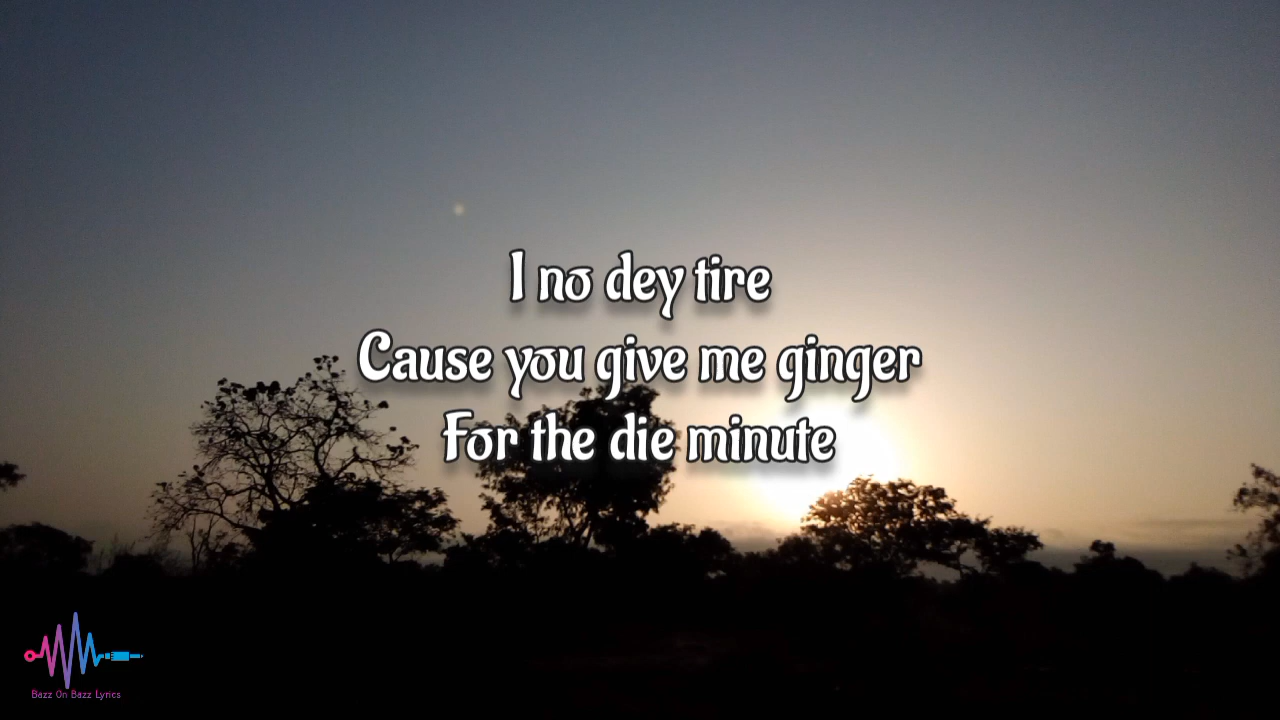 I no dey tire
Cause you give me ginger
For the die minute
Bazz On Bazz Lyrics